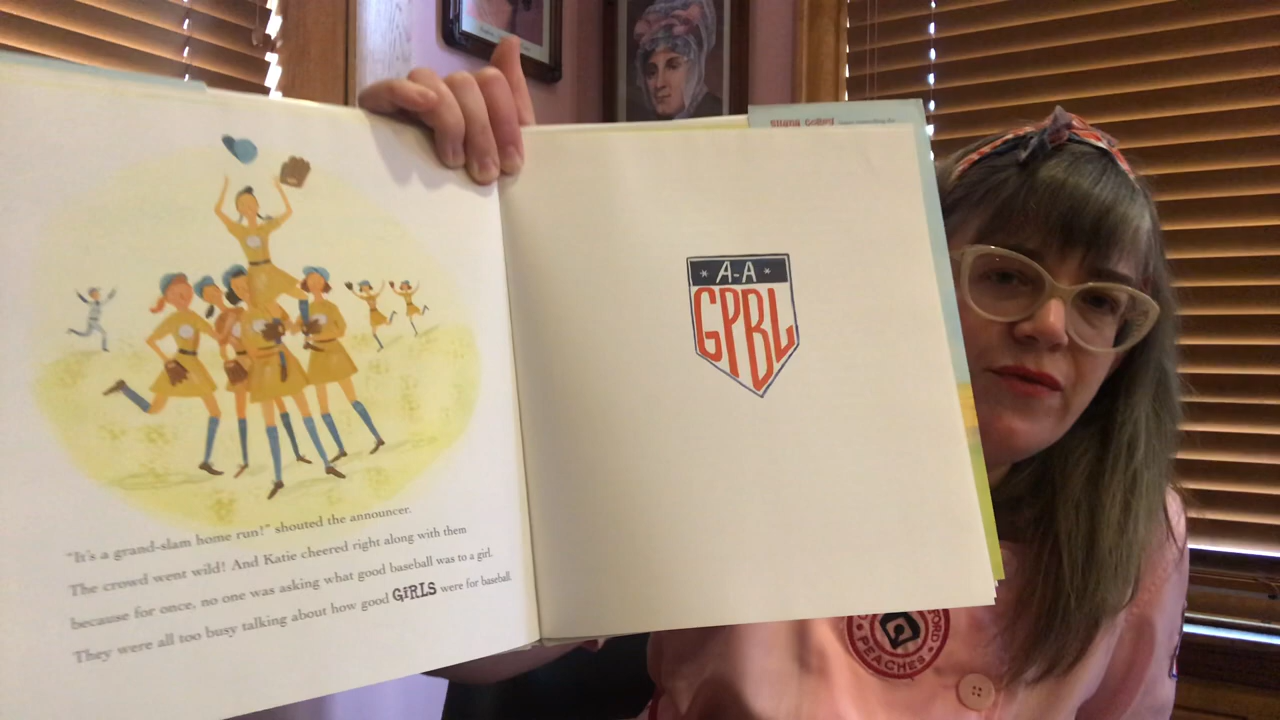 "It's a grand-slam home run!" shouted the announcer.
The crowd went wild! And Katie cheered right along with them
because for once, no one was asking what good baseball was to a girl.
They were all too busy talking about how good GIRLS were for baseball.
* A-A *
GPBL
PEACHES